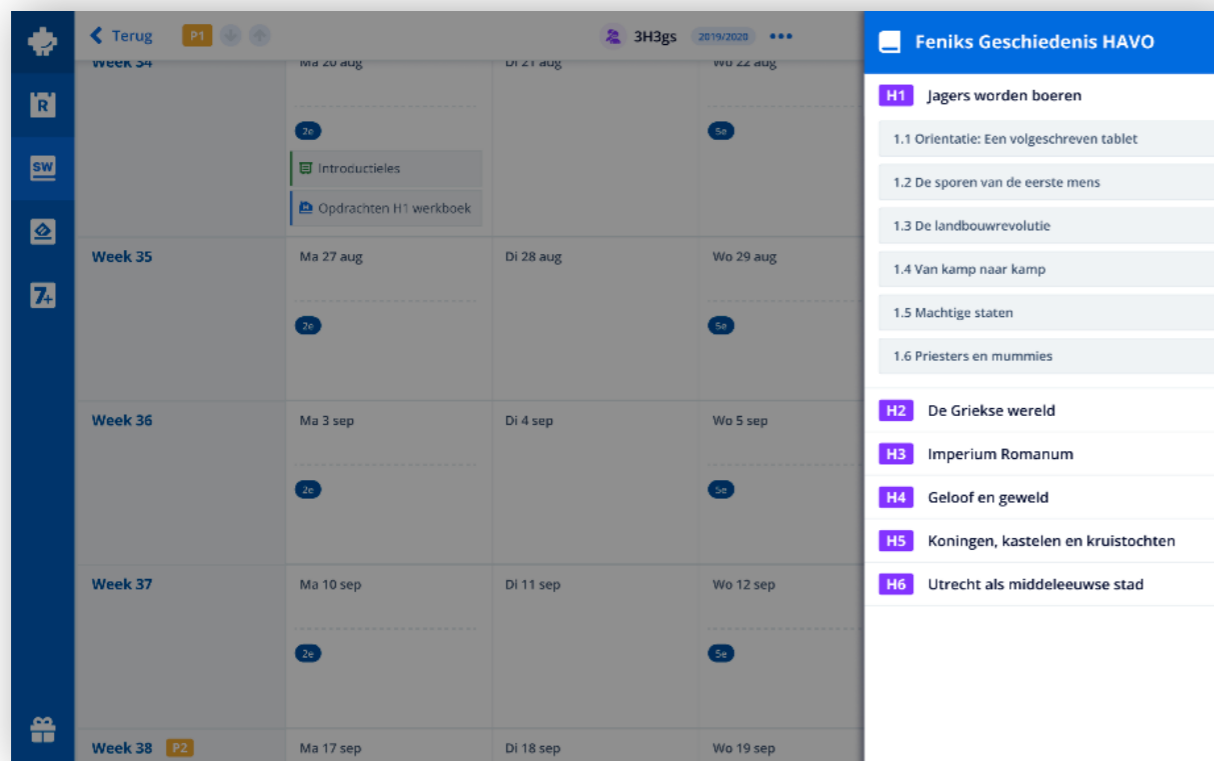 Terug P1 3H3gs 2019/2020
Week 34 Ma 20 aug Di 21 aug Wo 22 aug
2e 5e
Introductieles
Opdrachten H1 werkboek
Week 35 Ma 27 aug Di 28 aug Wo 29 aug
2e 5e
Week 36 Ma 3 sep Di 4 sep Wo 5 sep
2e 5e
Week 37 Ma 10 sep Di 11 sep Wo 12 sep
2e 5e
Week 38 P2 Ma 17 sep Di 18 sep Wo 19 sep
R
SW
7+
Feniks Geschiedenis HAVO
H1 Jagers worden boeren
1.1 Orientatie: Een volgeschreven tablet
1.2 De sporen van de eerste mens
1.3 De landbouwrevolutie
1.4 Van kamp naar kamp
1.5 Machtige staten
1.6 Priesters en mummies
H2 De Griekse wereld
H3 Imperium Romanum
H4 Geloof en geweld
H5 Koningen, kastelen en kruistochten
H6 Utrecht als middeleeuwse stad